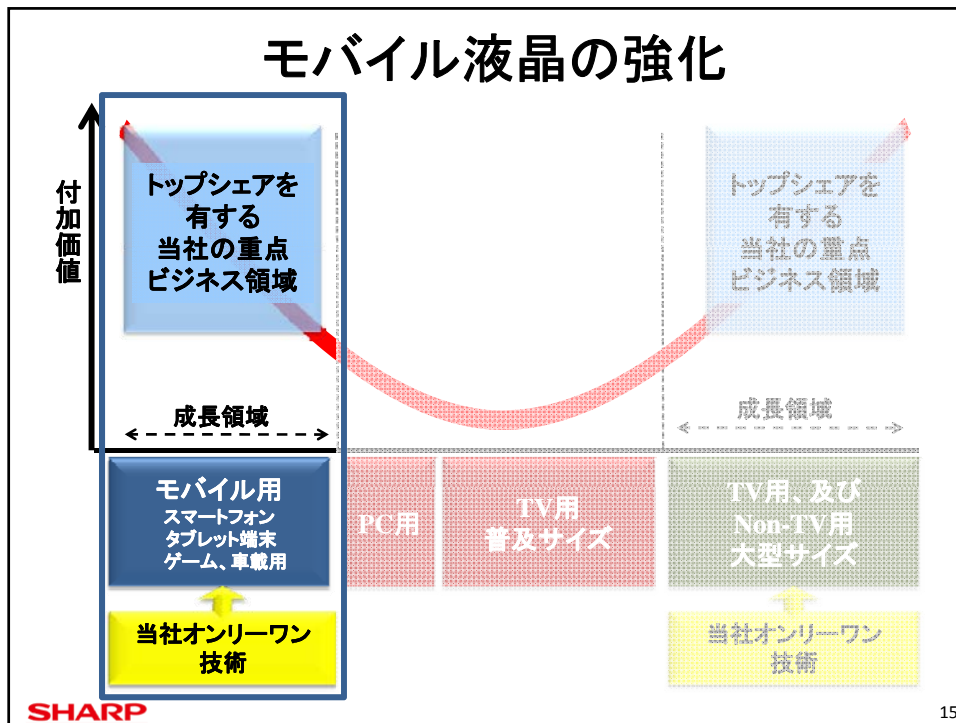 モバイル液晶の強化
付加価値
トップシェアを
有する
当社の重点
ビジネス領域
トップシェアを
有する
当社の重点
ビジネス領域
成長領域
成長領域
モバイル用
スマートフォン
タブレット端末
ゲーム、車載用
PC用
TV用
普及サイズ
TV用、及び
Non-TV用
大型サイズ
当社オンリーワン
技術
当社オンリーワン
技術
SHARP
15